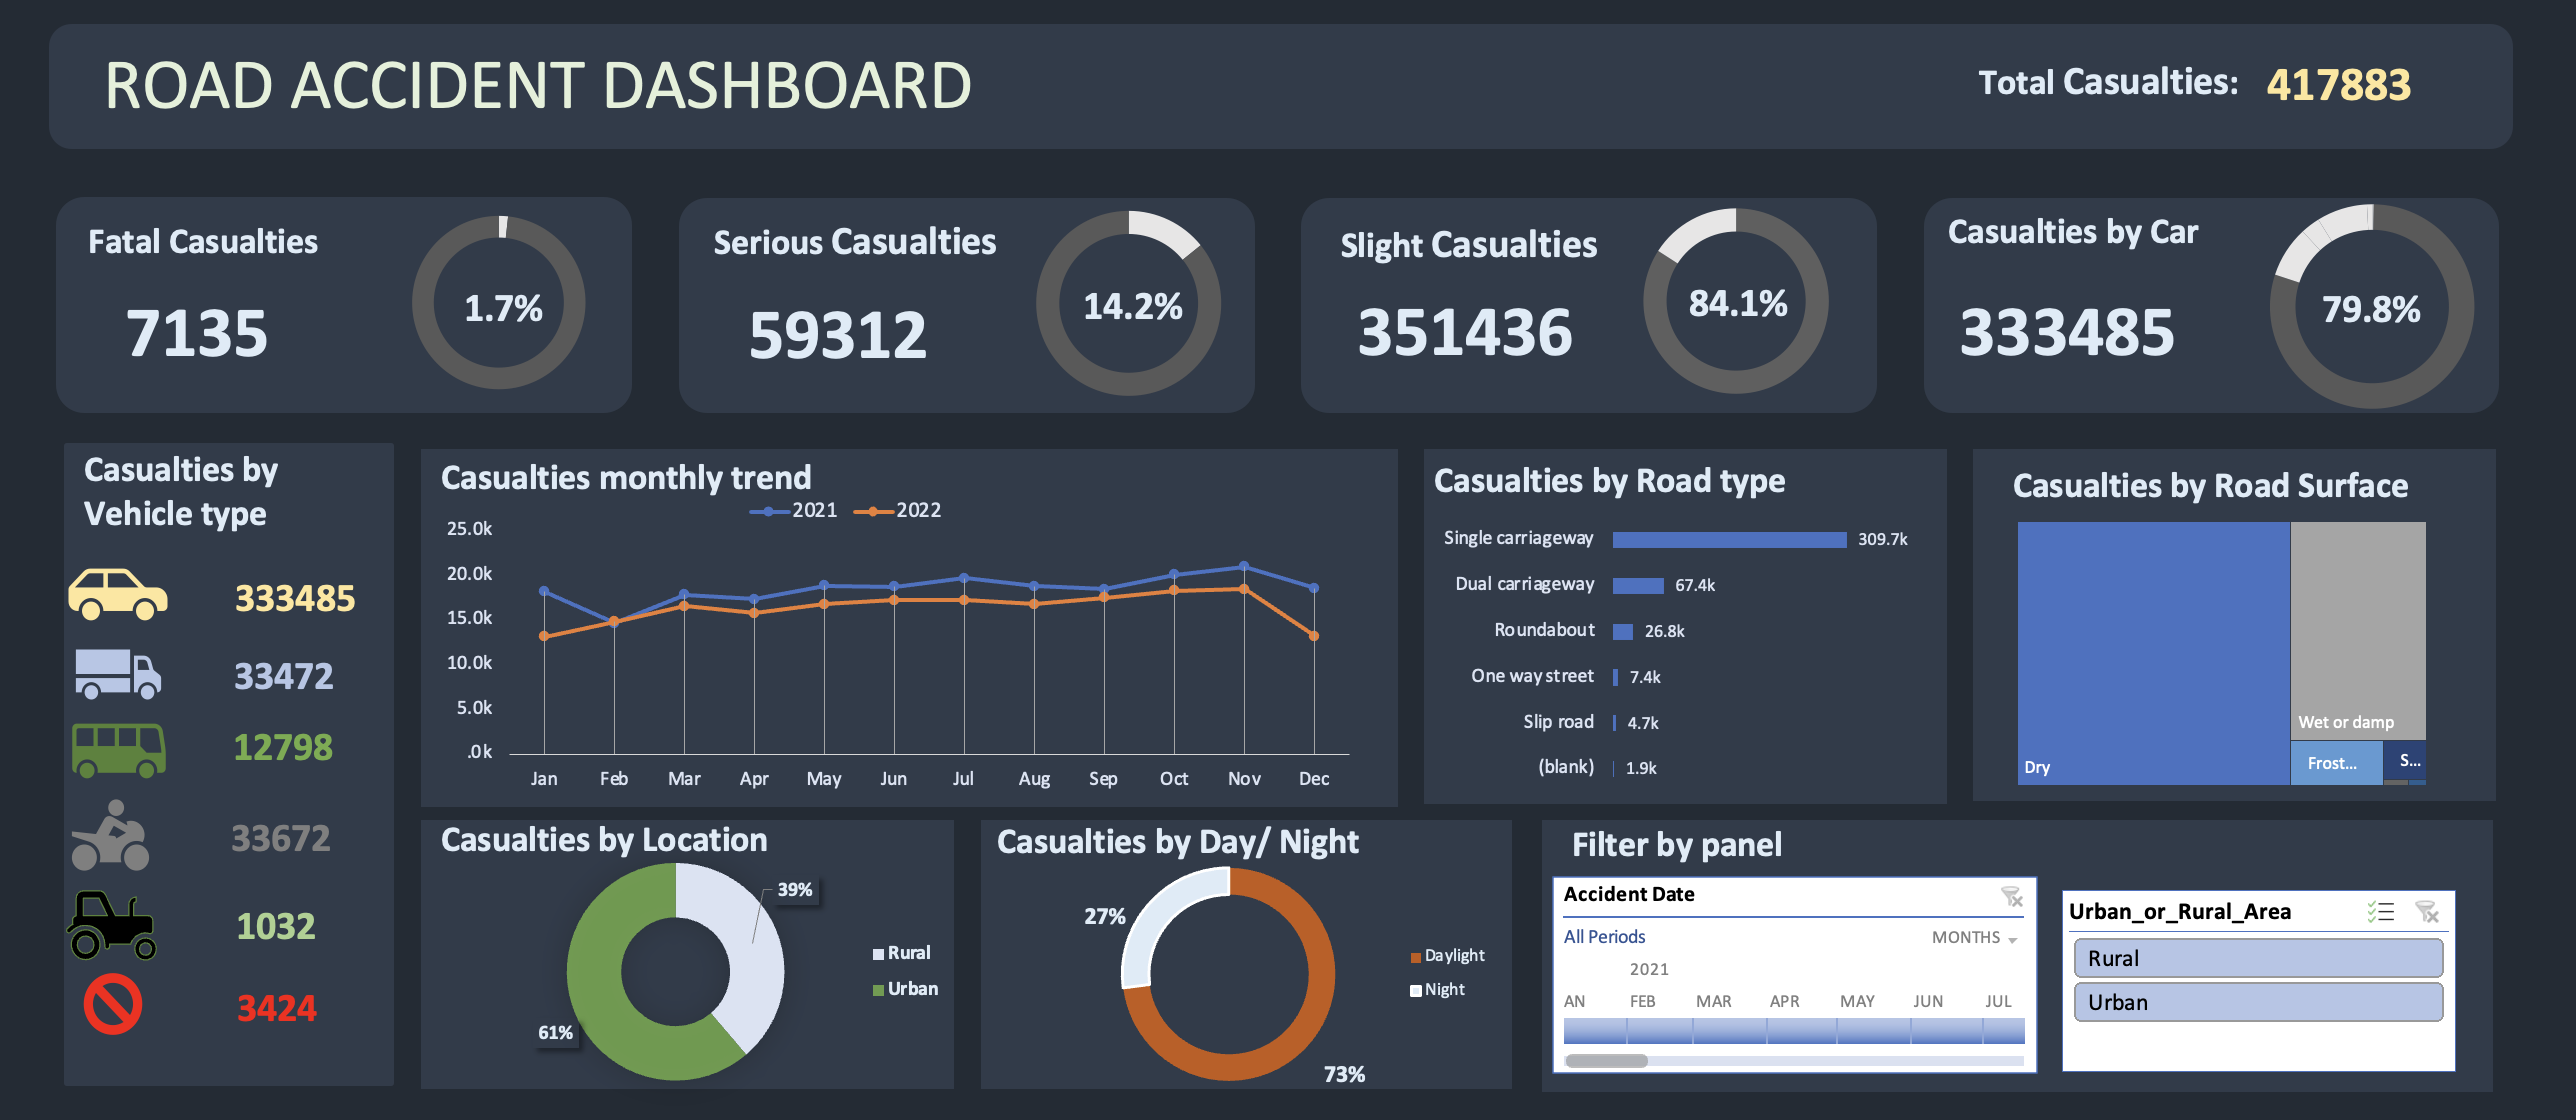 ROAD ACCIDENT DASHBOARD
Total Casualties: 417883
Fatal Casualties
7135
1.7%
Serious Casualties
59312
14.2%
Slight Casualties
351436
84.1%
Casualties by Car
333485
79.8%
Casualties by
Vehicle type
333485
33472
12798
33672
1032
3424
Casualties monthly trend
2021 2022
25.0k
20.0k
15.0k
10.0k
5.0k
.0k
Jan Feb Mar Apr May Jun Jul Aug Sep Oct Nov Dec
Casualties by Road type
Single carriageway 309.7k
Dual carriageway 67.4k
Roundabout 26.8k
One way street 7.4k
Slip road 4.7k
(blank) 1.9k
Casualties by Road Surface
Dry
Wet or damp
Frost...
S...
Casualties by Location
39%
61%
Rural
Urban
Casualties by Day/ Night
27%
73%
Daylight
Night
Filter by panel
Accident Date
All Periods MONTHS
2021
AN FEB MAR APR MAY JUN JUL
Urban_or_Rural_Area
Rural
Urban